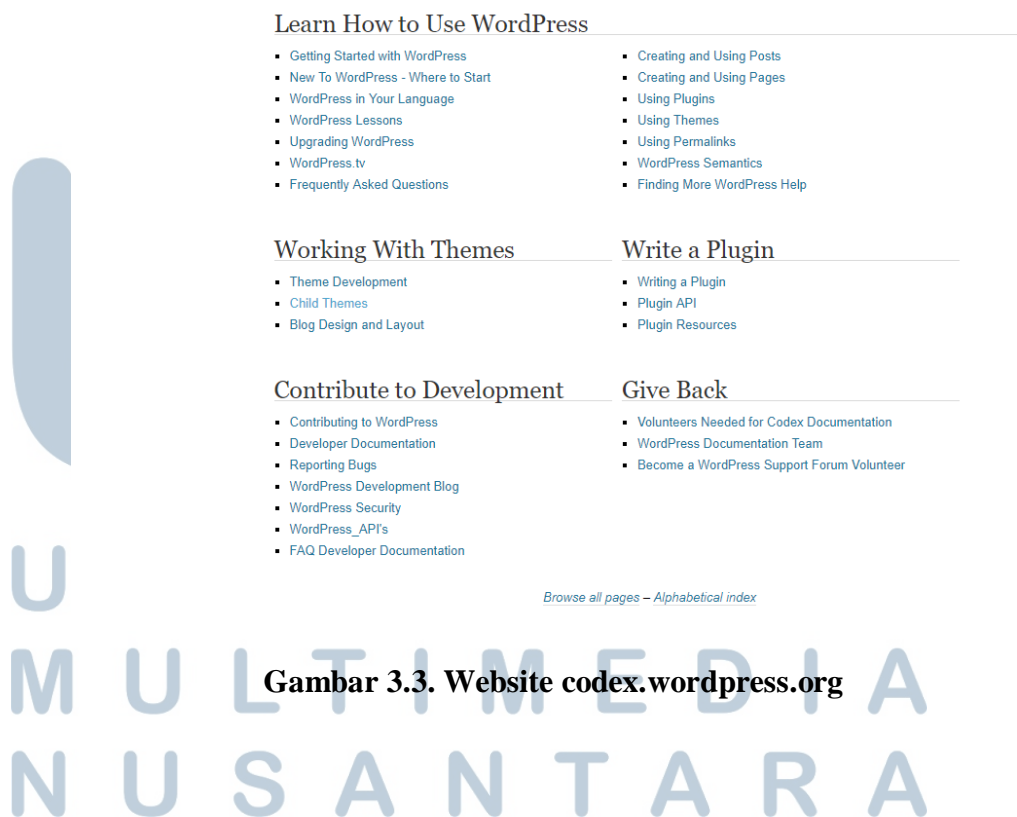 Learn How to Use WordPress
Getting Started with WordPress
New To WordPress - Where to Start
WordPress in Your Language
WordPress Lessons
Upgrading WordPress
WordPress.tv
Frequently Asked Questions
Creating and Using Posts
Creating and Using Pages
Using Plugins
Using Themes
Using Permalinks
WordPress Semantics
Finding More WordPress Help
Working With Themes
Theme Development
Child Themes
Blog Design and Layout
Write a Plugin
Writing a Plugin
Plugin API
Plugin Resources
Contribute to Development
Contributing to WordPress
Developer Documentation
Reporting Bugs
WordPress Development Blog
WordPress Security
WordPress_API's
FAQ Developer Documentation
Give Back
Volunteers Needed for Codex Documentation
WordPress Documentation Team
Become a WordPress Support Forum Volunteer
Browse all pages – Alphabetical index
Gambar 3.3. Website codex.wordpress.org
U
MULTIMEDIA
NUSANTARA